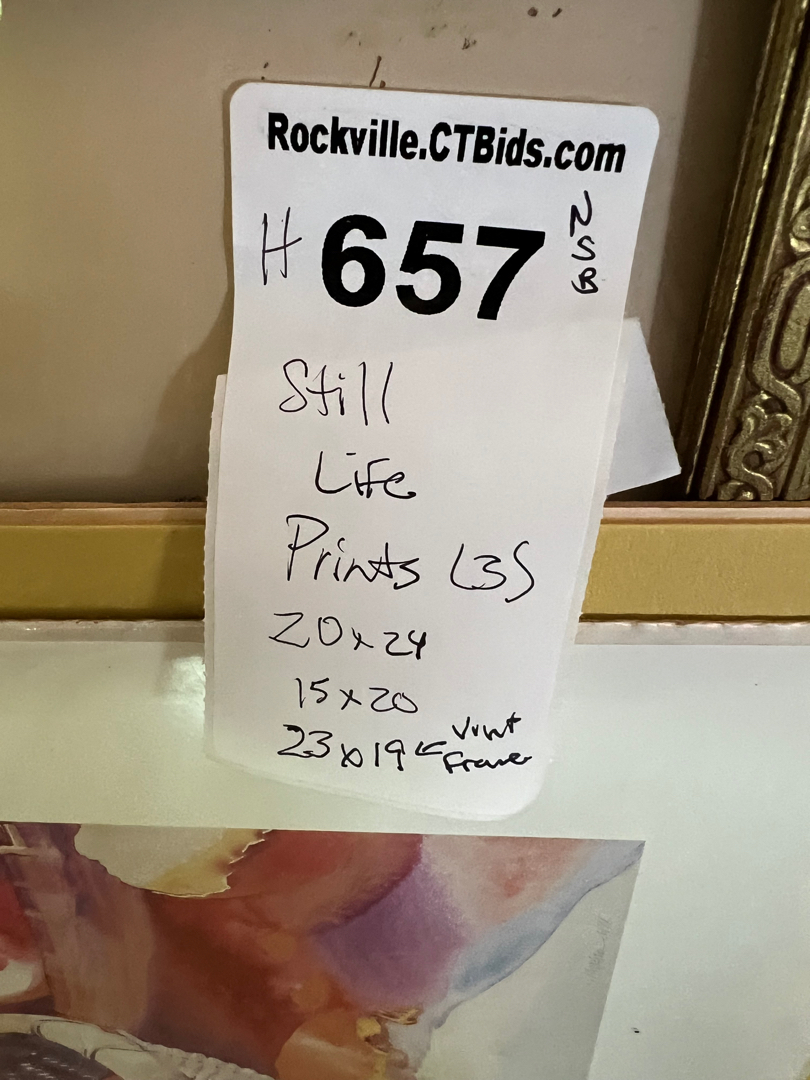 Rockville.CTBids.com
H 657 NSB
Still
Life
Prints (3)
20x24
15x20
23x19 ← Vint
Frame